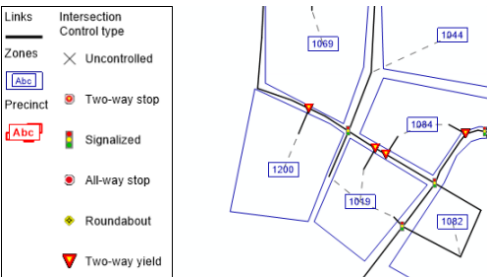 Links
Zones
Abc
Precinct
Abc
Intersection
Control type
Uncontrolled
Two-way stop
Signalized
All-way stop
Roundabout
Two-way yield
1069
1044
1084
1200
1049
1082